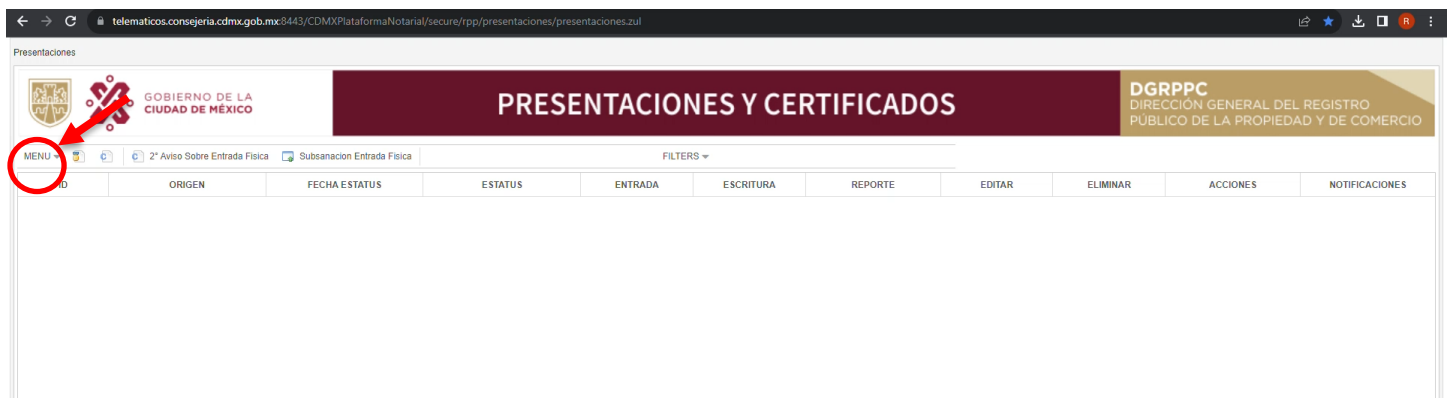 telematicos.consejeria.cdmx.gob.mx:8443/CDMXPlataformaNotarial/secure/rpp/presentaciones/presentaciones.zul
R
Presentaciones
GOBIERNO DE LA
CIUDAD DE MÉXICO
PRESENTACIONES Y CERTIFICADOS
DGRPPC
DIRECCIÓN GENERAL DEL REGISTRO
PÚBLICO DE LA PROPIEDAD Y DE COMERCIO
MENU 2° Aviso Sobre Entrada Fisica Subsanacion Entrada Fisica FILTERS
ID ORIGEN FECHA ESTATUS ESTATUS ENTRADA ESCRITURA REPORTE EDITAR ELIMINAR ACCIONES NOTIFICACIONES